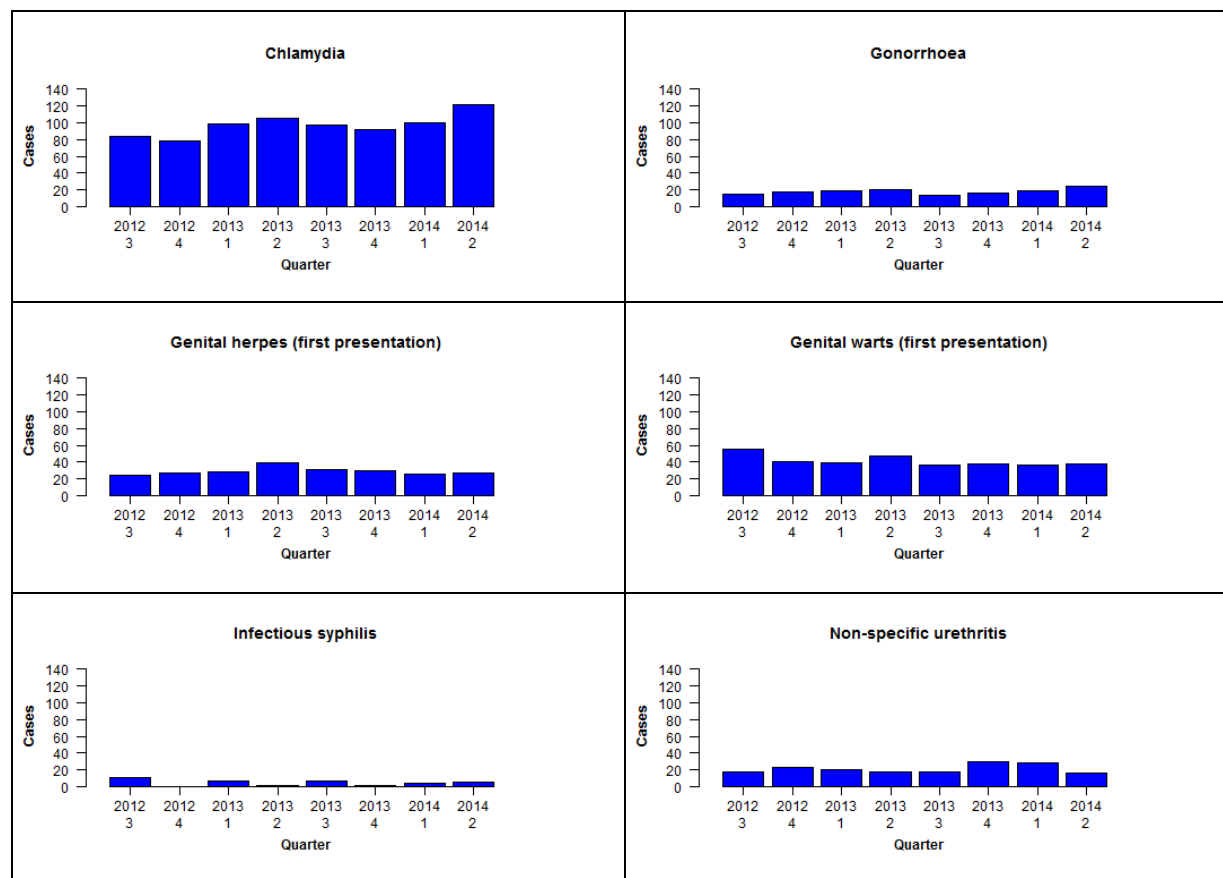 Chlamydia
140
120
100
80
60
40
20
0
Cases
2012 2012 2013 2013 2013 2013 2014 2014
3 4 1 2 3 4 1 2
Quarter
Gonorrhoea
140
120
100
80
60
40
20
0
Cases
2012 2012 2013 2013 2013 2013 2014 2014
3 4 1 2 3 4 1 2
Quarter
Genital herpes (first presentation)
140
120
100
80
60
40
20
0
Cases
2012 2012 2013 2013 2013 2013 2014 2014
3 4 1 2 3 4 1 2
Quarter
Genital warts (first presentation)
140
120
100
80
60
40
20
0
Cases
2012 2012 2013 2013 2013 2013 2014 2014
3 4 1 2 3 4 1 2
Quarter
Infectious syphilis
140
120
100
80
60
40
20
0
Cases
2012 2012 2013 2013 2013 2013 2014 2014
3 4 1 2 3 4 1 2
Quarter
Non-specific urethritis
140
120
100
80
60
40
20
0
Cases
2012 2012 2013 2013 2013 2013 2014 2014
3 4 1 2 3 4 1 2
Quarter